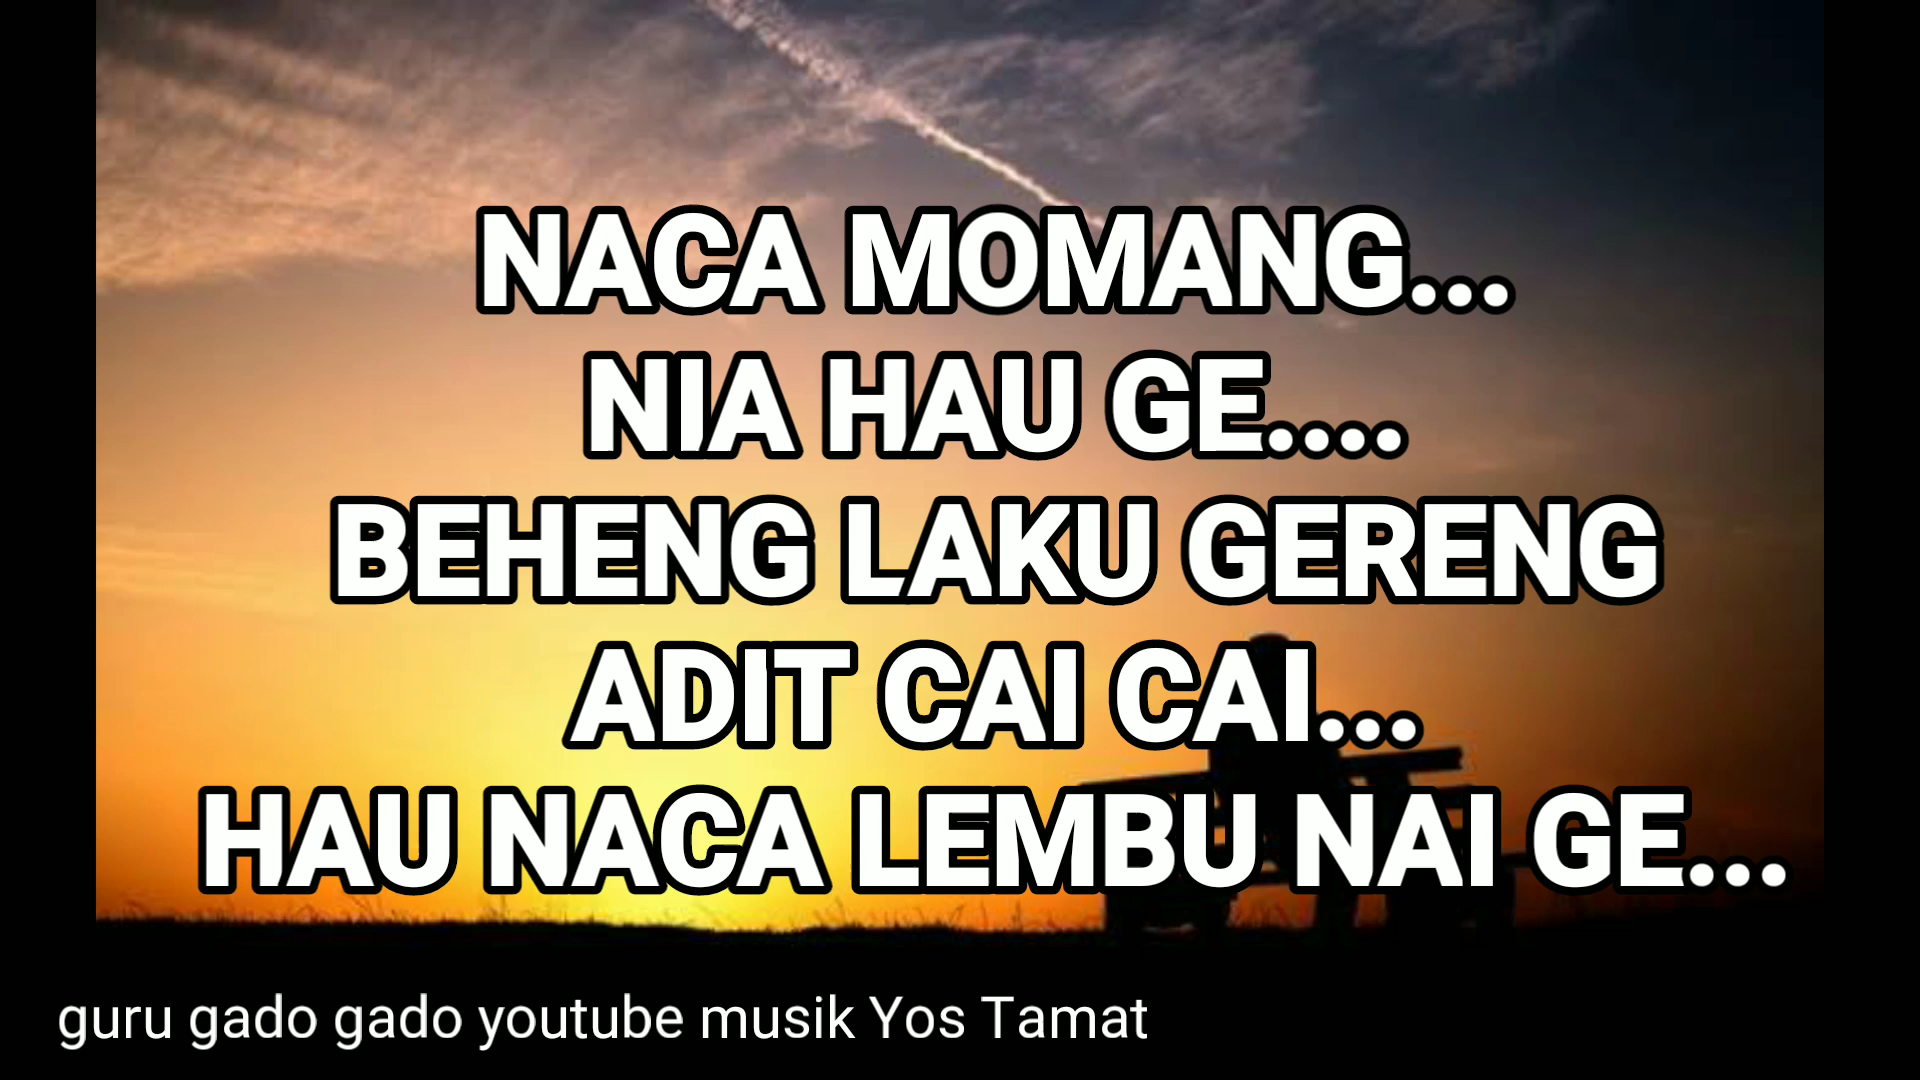 NACA MOMANG...
NIA HAU GE....
BEHENG LAKU GERENG
ADIT CAI CAI...
HAU NACA LEMBU NAI GE...
guru gado gado youtube musik Yos Tamat